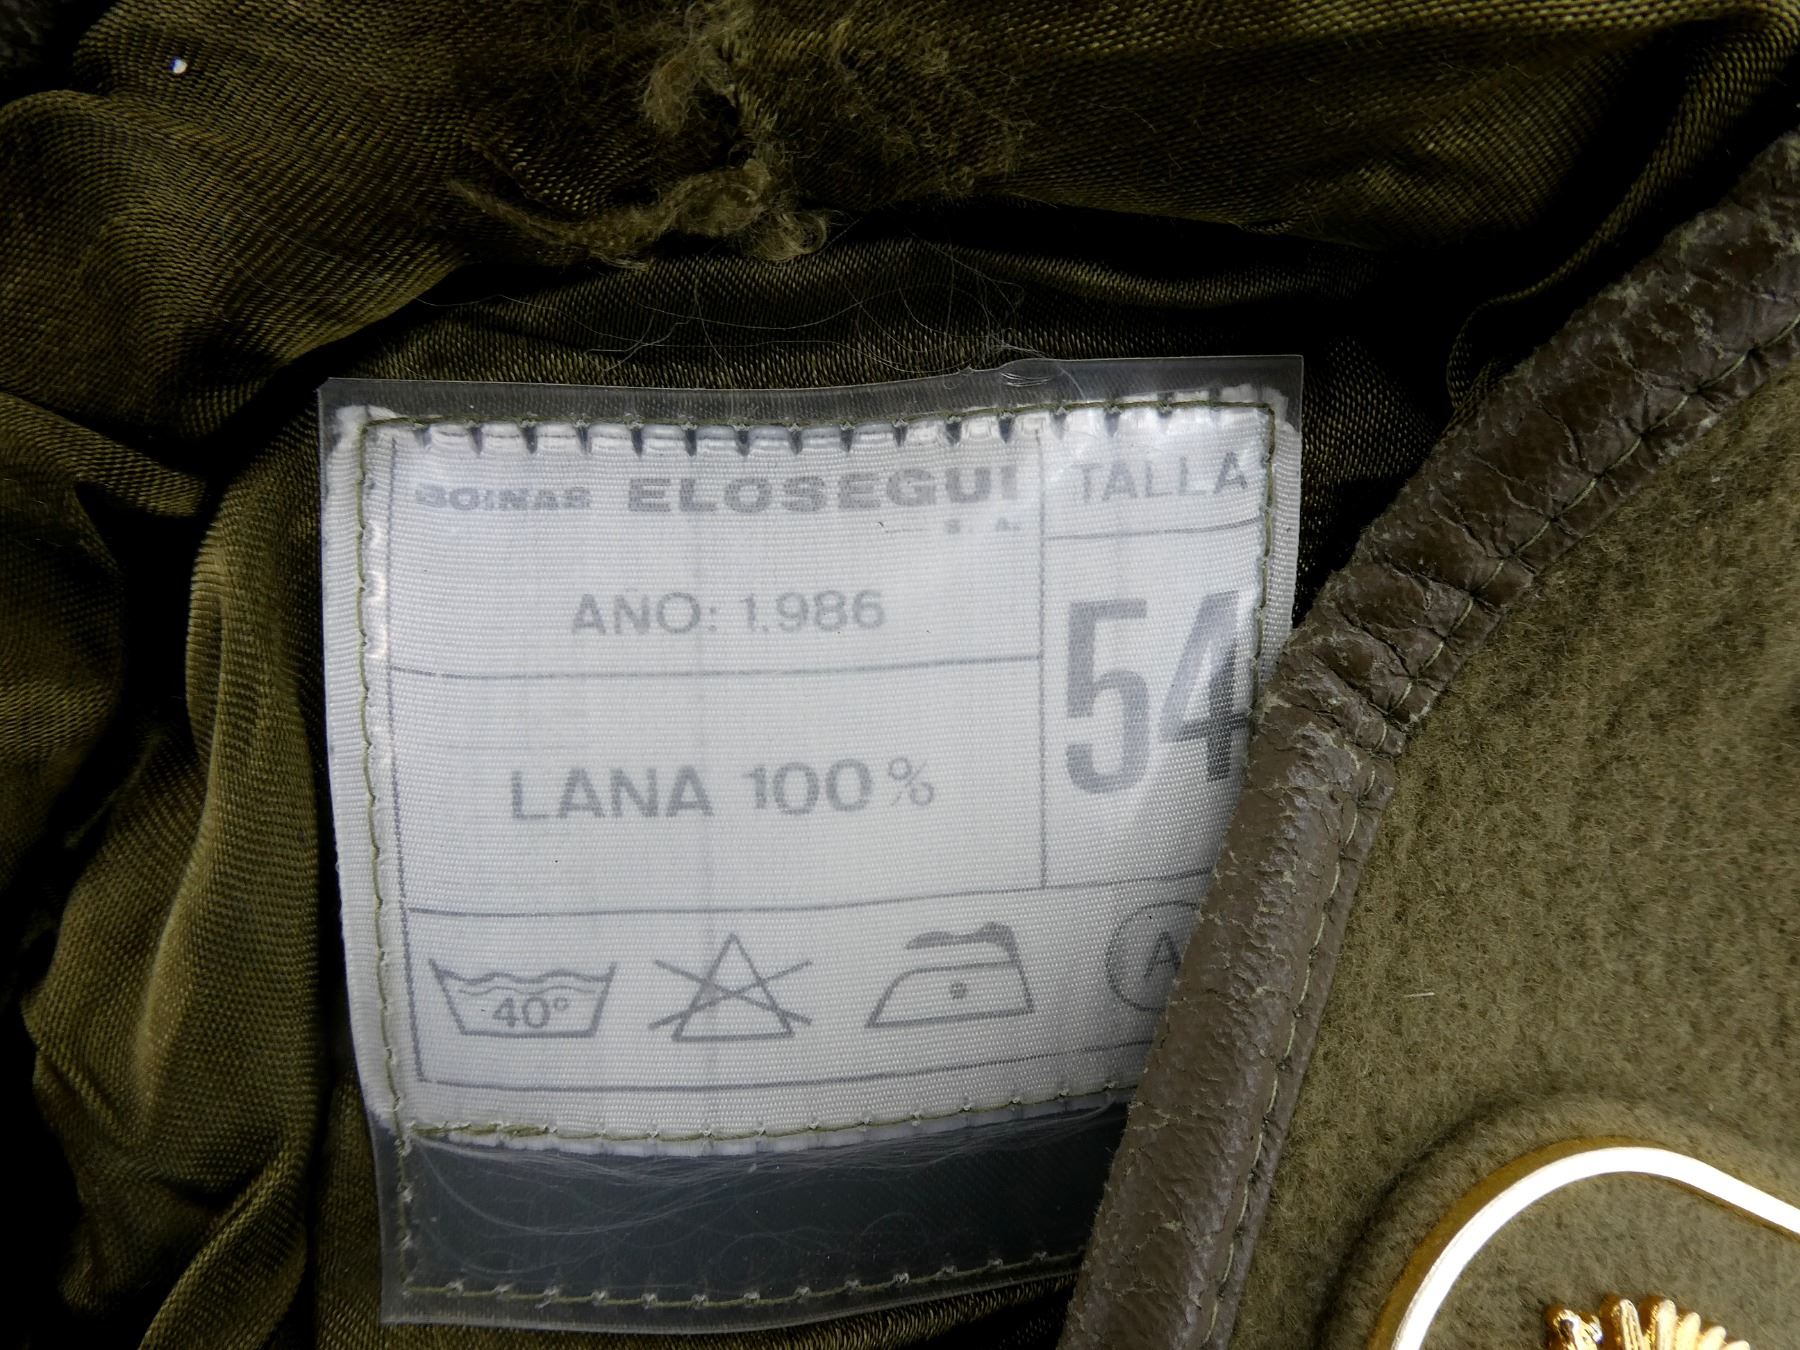 BOINAS ELOSEGUI
S. A.
TALLA
AÑO: 1.986
54
LANA 100%
40°
A